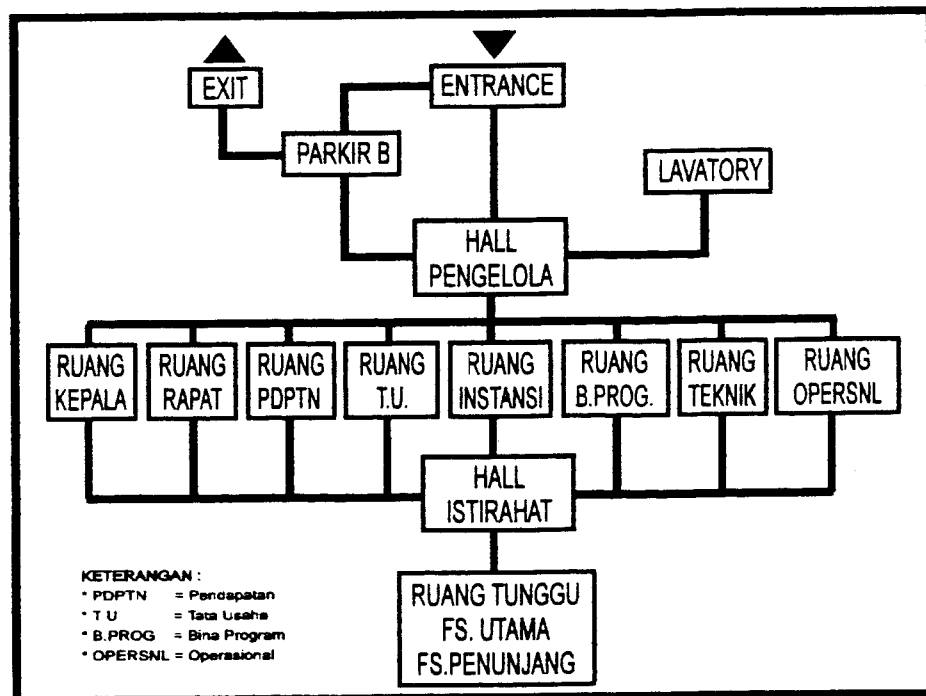 EXIT
ENTRANCE
PARKIR B
LAVATORY
HALL
PENGELOLA
RUANG
KEPALA
RUANG
RAPAT
RUANG
PDPTN
RUANG
T.U.
RUANG
INSTANSI
RUANG
B.PROG.
RUANG
TEKNIK
RUANG
OPERSNL
HALL
ISTIRAHAT
RUANG TUNGGU
FS. UTAMA
FS.PENUNJANG
KETERANGAN :
* PDPTN = Pendapatan
* T U = Tata Usaha
* B.PROG = Bina Program
* OPERSNL = Operasional